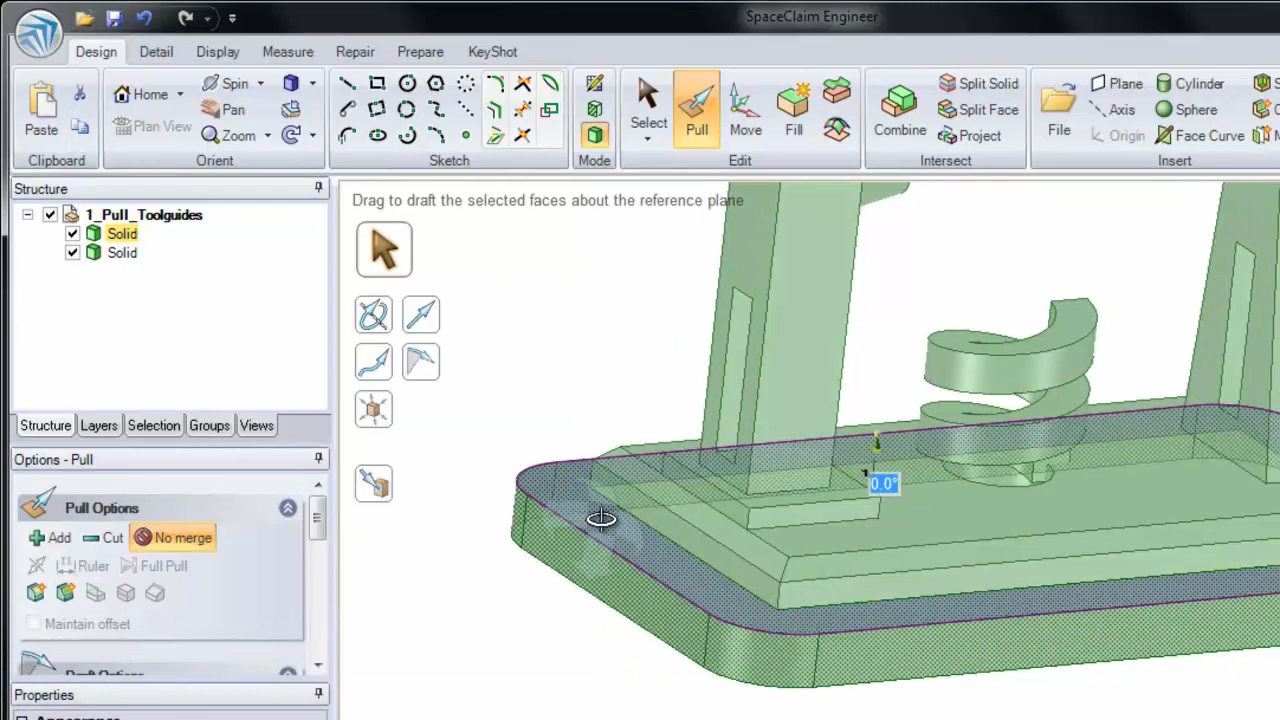 SpaceClaim Engineer
Design Detail Display Measure Repair Prepare KeyShot
Paste
Clipboard
Home
Plan View
Spin
Pan
Zoom
Orient
Sketch
Mode
Select
Pull
Move
Fill
Edit
Combine
Split Solid
Split Face
Project
Intersect
File
Plane
Axis
Origin
Cylinder
Sphere
Face Curve
Insert
Structure
1_Pull_Toolguides
Solid
Solid
Structure Layers Selection Groups Views
Options - Pull
Pull Options
Add Cut No merge
Ruler Full Pull
Maintain offset
Properties
Drag to draft the selected faces about the reference plane
0.0°